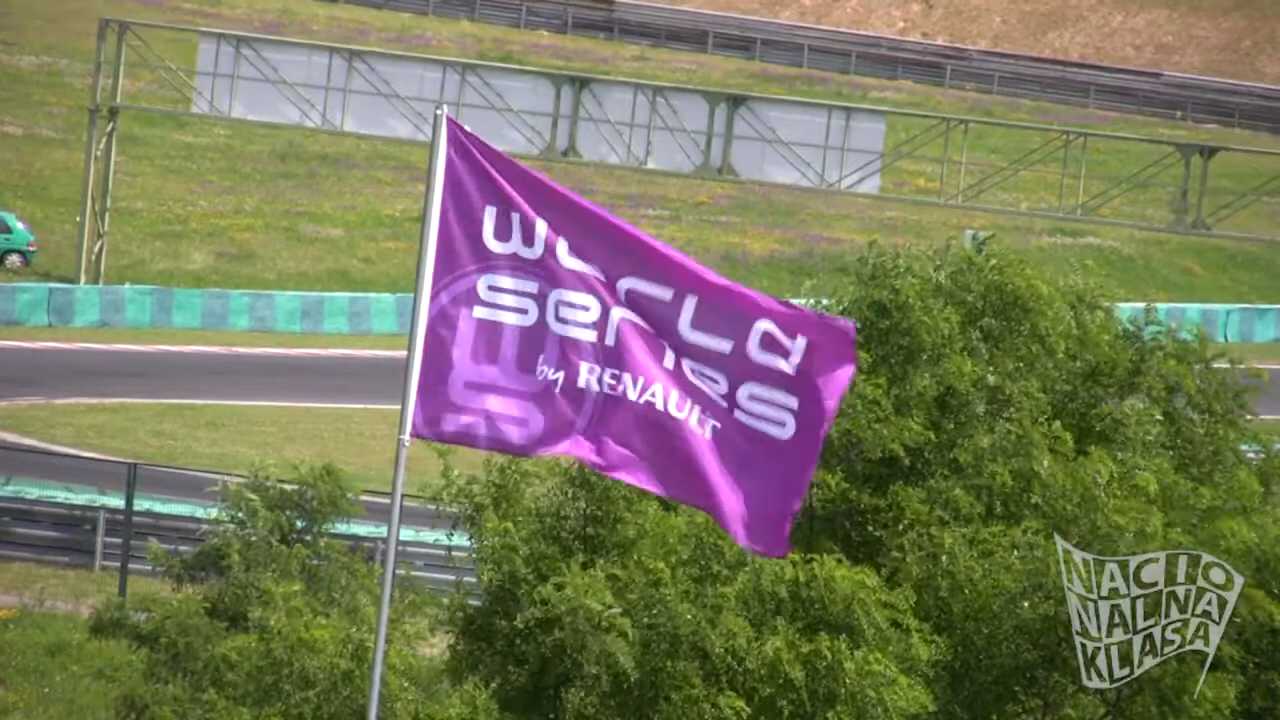 WORLD
SERIES
by RENAULT
NACIO
NALNA
KLASA